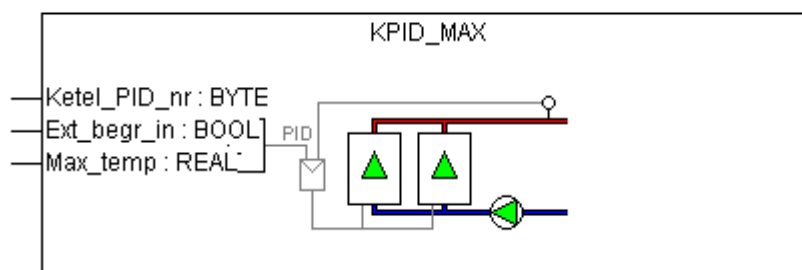 KPID_MAX
Ketel_PID_nr : BYTE
Ext_begr_in : BOOL
PID
Max_temp : REAL